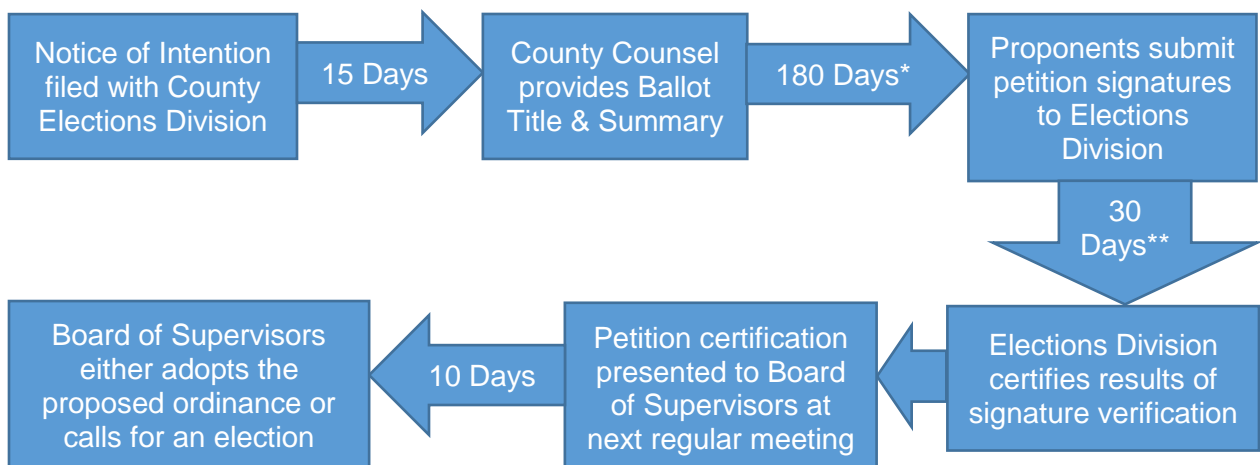 Notice of Intention
filed with County
Elections Division
15 Days
County Counsel
provides Ballot
Title & Summary
180 Days*
Proponents submit
petition signatures
to Elections
Division
30
Days**
Elections Division
certifies results of
signature verification
Petition certification
presented to Board
of Supervisors at
next regular meeting
10 Days
Board of Supervisors
either adopts the
proposed ordinance or
calls for an election